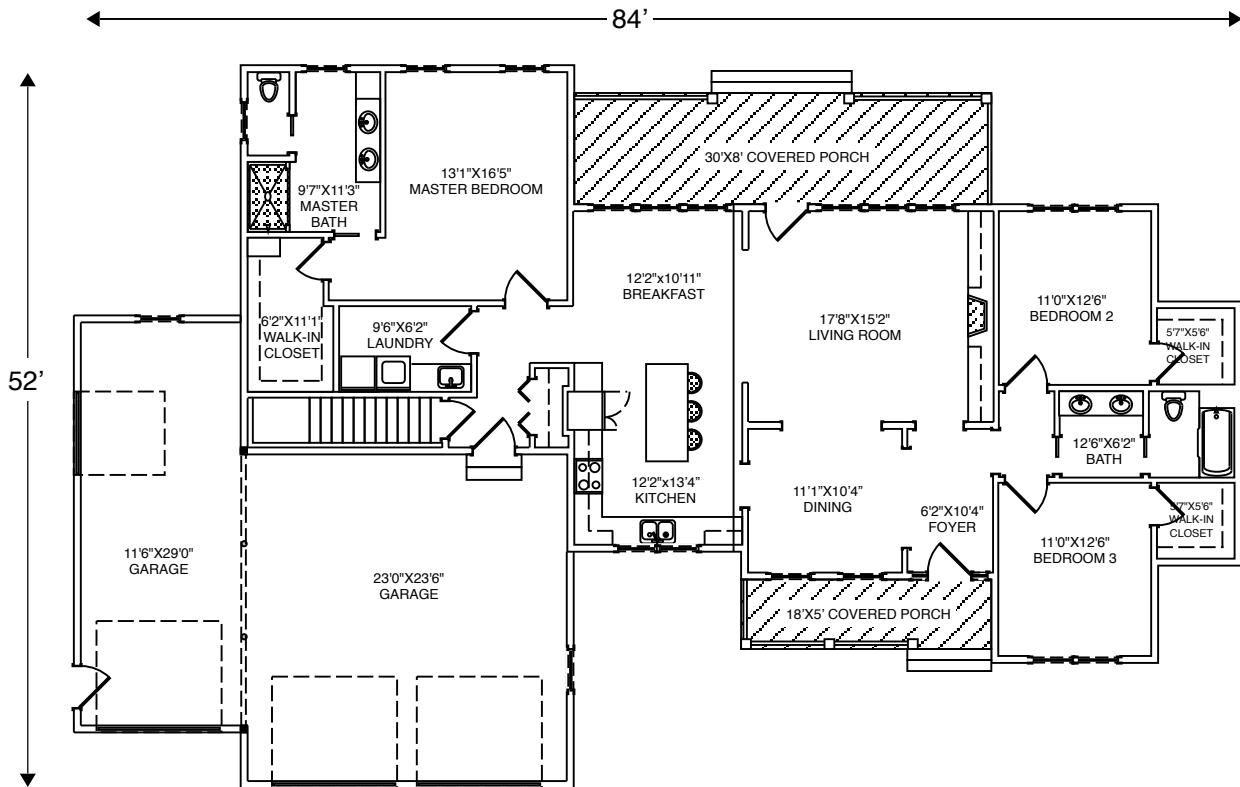 84’
52’
30'X8' COVERED PORCH
13'1"X16'5"
MASTER BEDROOM
9'7"X11'3"
MASTER
BATH
12'2"x10'11"
BREAKFAST
17'8"X15'2"
LIVING ROOM
11'0"X12'6"
BEDROOM 2
6'2"X11'1"
WALK-IN
CLOSET
9'6"X6'2"
LAUNDRY
5'7"X5'6"
WALK-IN
CLOSET
12'6"X6'2"
BATH
12'2"x13'4"
KITCHEN
11'1"X10'4"
DINING
6'2"X10'4"
FOYER
5'7"X5'6"
WALK-IN
CLOSET
11'0"X12'6"
BEDROOM 3
11'6"X29'0"
GARAGE
23'0"X23'6"
GARAGE
18'X5' COVERED PORCH